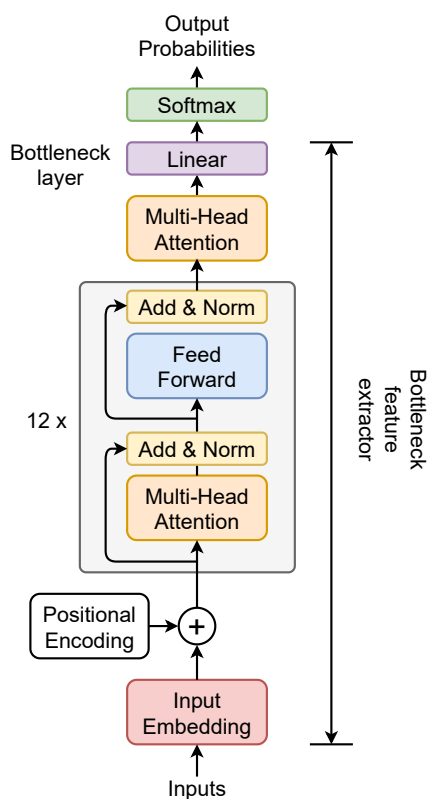 Output
Probabilities
Softmax
Bottleneck
layer
Linear
Multi-Head
Attention
Add & Norm
Feed
Forward
12 x
Add & Norm
Multi-Head
Attention
Positional
Encoding
+
Input
Embedding
Inputs
Bottleneck
feature
extractor